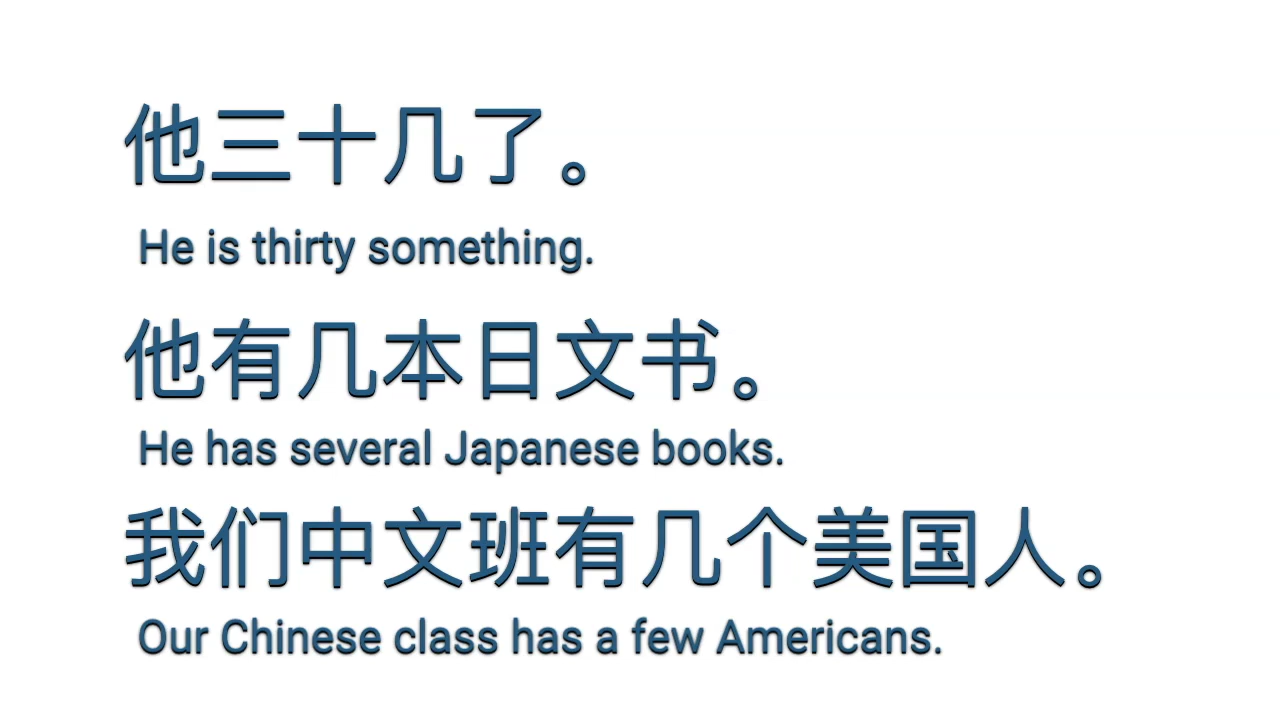 他三十几了。
He is thirty something.
他有几本日文书。
He has several Japanese books.
我们中文班有几个美国人。
Our Chinese class has a few Americans.